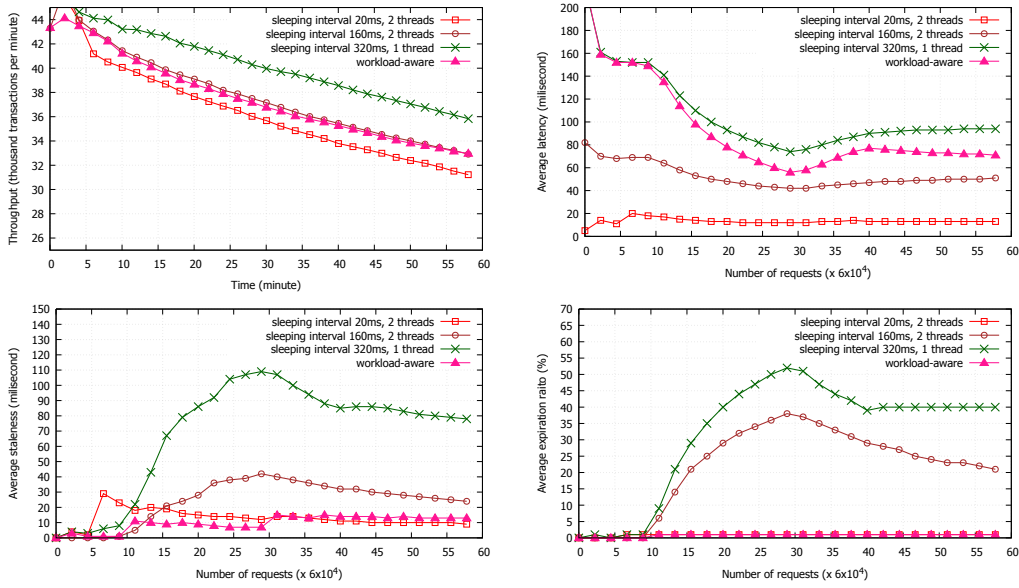 Throughput (thousand transactions per minute)
44
42
40
38
36
34
32
30
28
26
sleeping interval 20ms, 2 threads
sleeping interval 160ms, 2 threads
sleeping interval 320ms, 1 thread
workload-aware
0 5 10 15 20 25 30 35 40 45 50 55 60
Time (minute)
Average latency (milisecond)
200
180
160
140
120
100
80
60
40
20
0
sleeping interval 20ms, 2 threads
sleeping interval 160ms, 2 threads
sleeping interval 320ms, 1 thread
workload-aware
0 5 10 15 20 25 30 35 40 45 50 55 60
Number of requests (x 6x10⁴)
Average staleness (milisecond)
150
140
130
120
110
100
90
80
70
60
50
40
30
20
10
0
sleeping interval 20ms, 2 threads
sleeping interval 160ms, 2 threads
sleeping interval 320ms, 1 thread
workload-aware
0 5 10 15 20 25 30 35 40 45 50 55 60
Number of requests (x 6x10⁴)
Average expiration raito (%)
70
65
60
55
50
45
40
35
30
25
20
15
10
5
0
sleeping interval 20ms, 2 threads
sleeping interval 160ms, 2 threads
sleeping interval 320ms, 1 thread
workload-aware
0 5 10 15 20 25 30 35 40 45 50 55 60
Number of requests (x 6x10⁴)